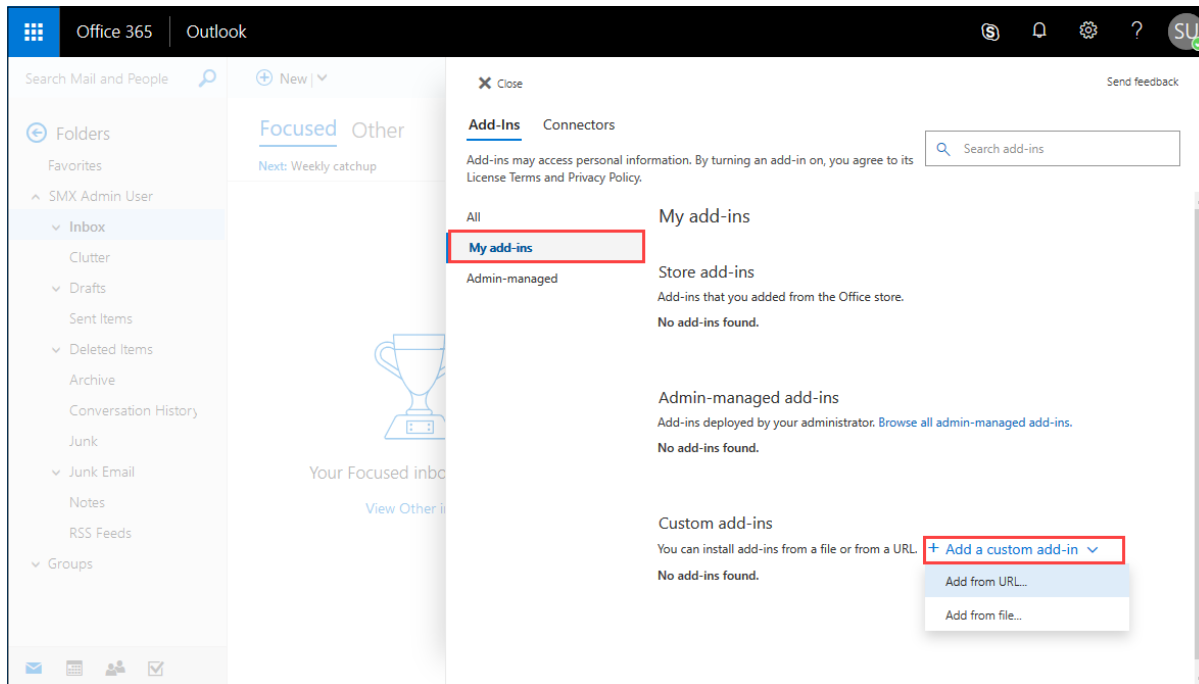 Office 365
Outlook
SU
Search Mail and People
New
Close
Send feedback
Folders
Favorites
SMX Admin User
Inbox
Clutter
Drafts
Sent Items
Deleted Items
Archive
Conversation History
Junk
Junk Email
Notes
RSS Feeds
Groups
Focused Other
Next: Weekly catchup
Your Focused inbo
View Other i
Add-Ins Connectors
Add-ins may access personal information. By turning an add-in on, you agree to its
License Terms and Privacy Policy.
Search add-ins
All
My add-ins
Admin-managed
My add-ins
Store add-ins
Add-ins that you added from the Office store.
No add-ins found.
Admin-managed add-ins
Add-ins deployed by your administrator. Browse all admin-managed add-ins.
No add-ins found.
Custom add-ins
You can install add-ins from a file or from a URL. + Add a custom add-in
No add-ins found.
Add from URL...
Add from file...